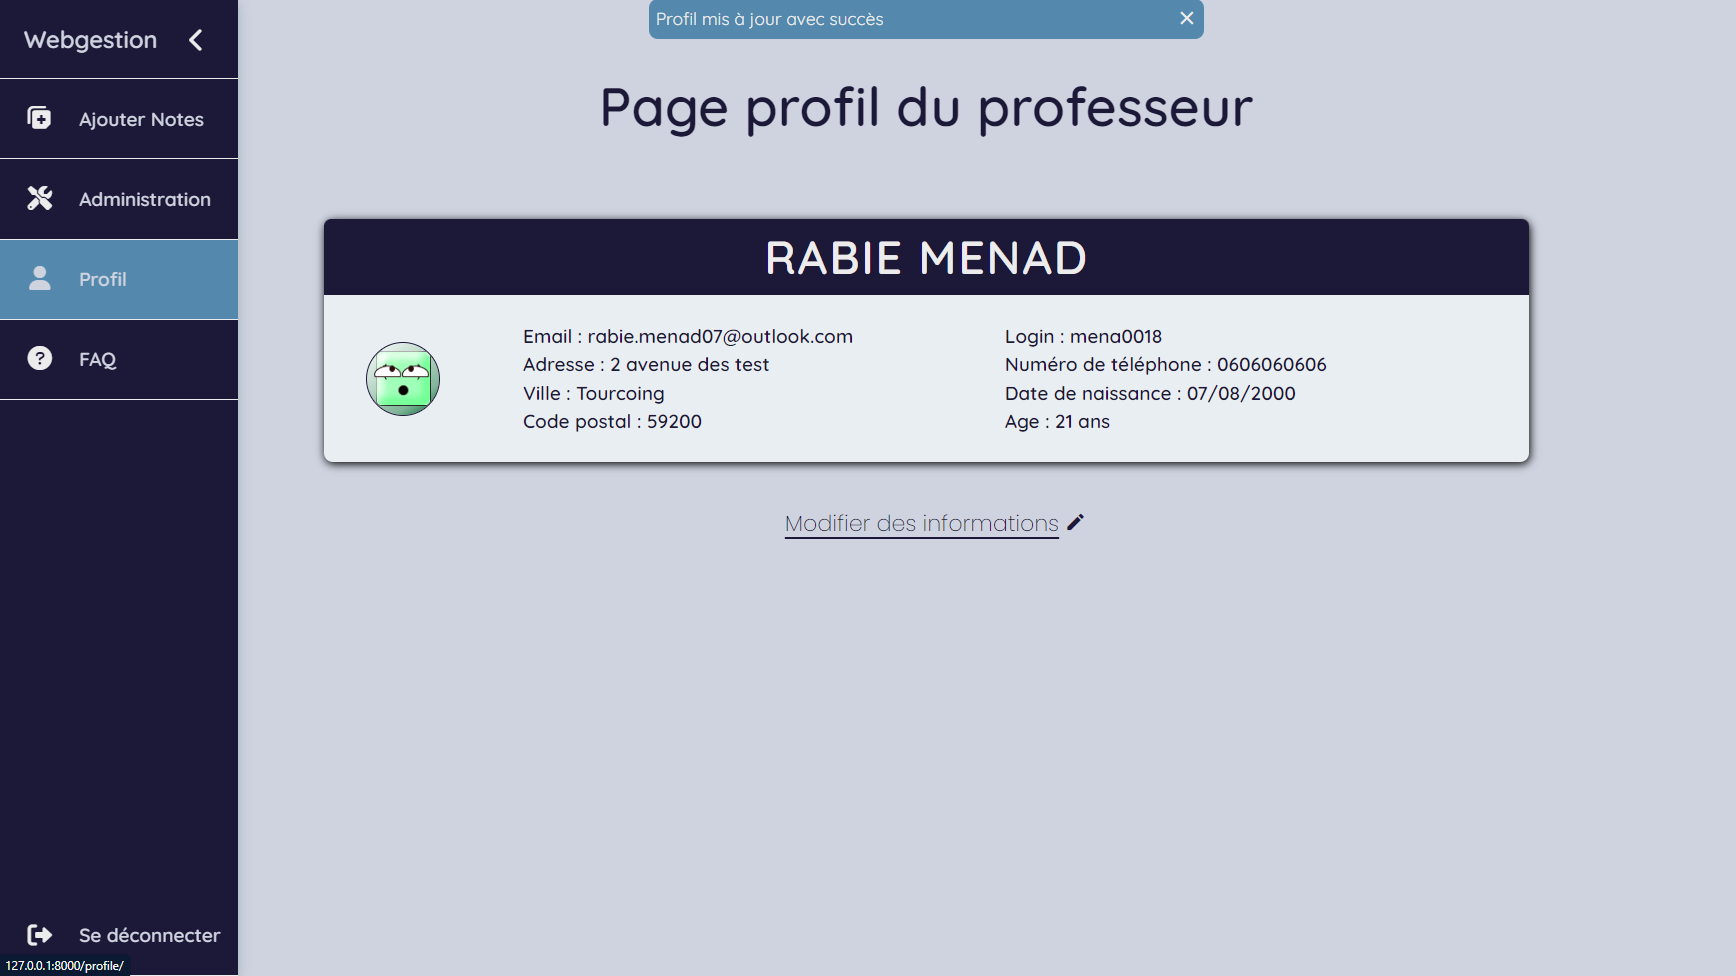 Webgestion
Ajouter Notes
Administration
Profil
FAQ
Se déconnecter
127.0.0.1:8000/profile/
Profil mis à jour avec succès
Page profil du professeur
RABIE MENAD
Email : rabie.menad07@outlook.com
Adresse : 2 avenue des test
Ville : Tourcoing
Code postal : 59200
Login : mena0018
Numéro de téléphone : 0606060606
Date de naissance : 07/08/2000
Age : 21 ans
Modifier des informations